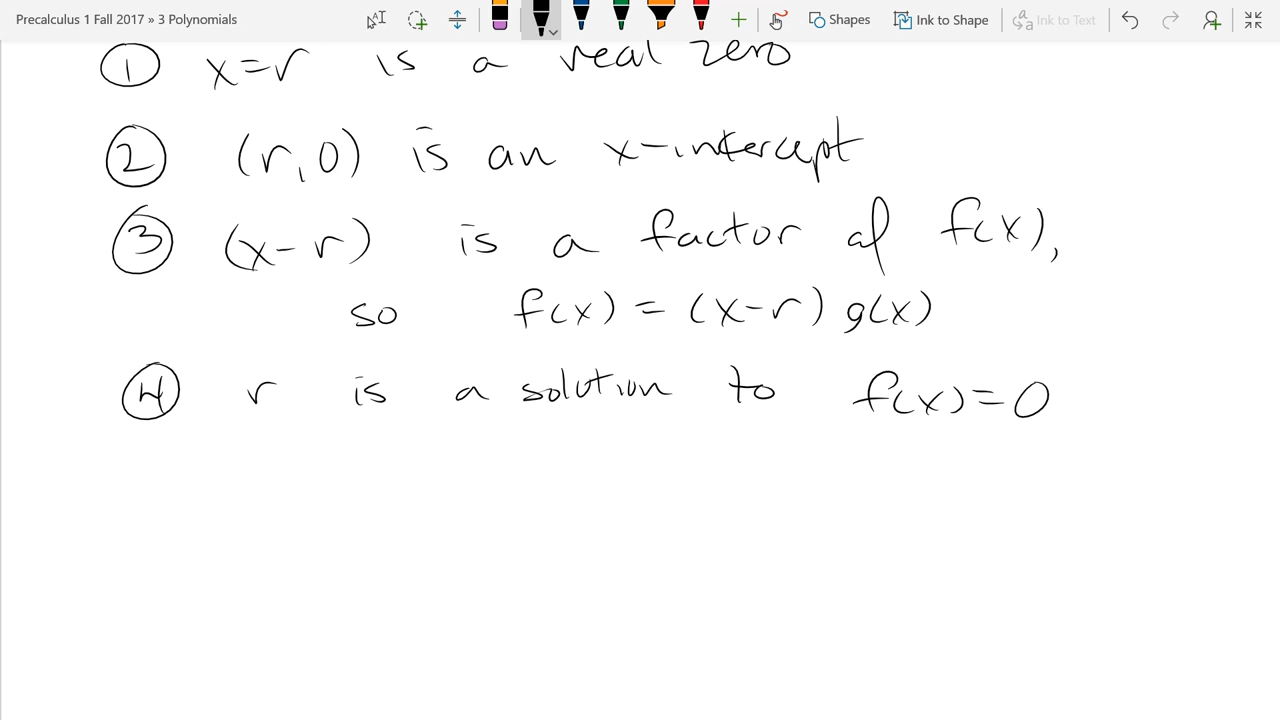 Precalculus 1 Fall 2017 » 3 Polynomials Shapes Ink to Shape Ink to Text
① x=r is a real zero
② (r,0) is an x-intercept
③ (x-r) is a factor of f(x),
so f(x) = (x-r) g(x)
④ r is a solution to f(x)=0